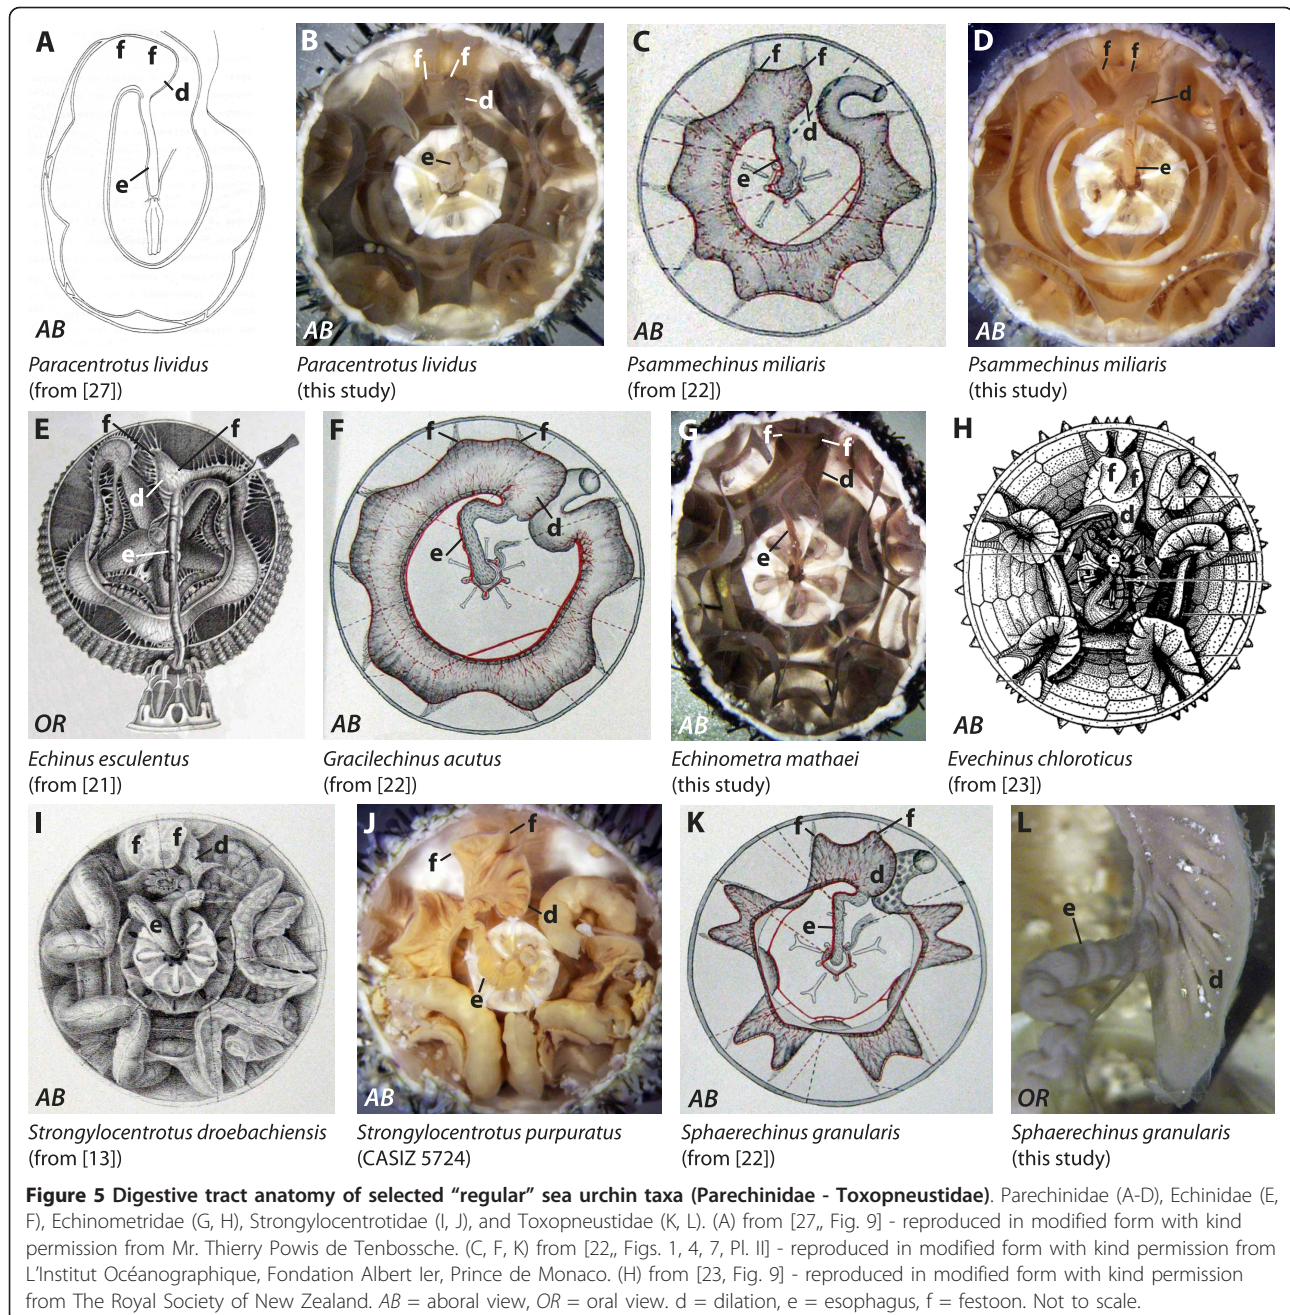 A
f
f
d
e
AB
Paracentrotus lividus
(from [27])
B
f
f
d
e
AB
Paracentrotus lividus
(this study)
C
f
f
d
e
AB
Psammechinus miliaris
(from [22])
D
f
f
d
e
AB
Psammechinus miliaris
(this study)
E
f
f
d
e
OR
Echinus esculentus
(from [21])
F
f
f
d
e
AB
Gracilechinus acutus
(from [22])
G
f
f
d
e
AB
Echinometra mathaei
(this study)
H
f
f
d
e
AB
Evechinus chloroticus
(from [23])
I
f
f
d
e
AB
Strongylocentrotus droebachiensis
(from [13])
J
f
f
d
e
AB
Strongylocentrotus purpuratus
(CASIZ 5724)
K
f
f
d
e
AB
Sphaerechinus granularis
(from [22])
L
e
d
OR
Sphaerechinus granularis
(this study)
Figure 5 Digestive tract anatomy of selected “regular” sea urchin taxa (Parechinidae - Toxopneustidae). Parechinidae (A-D), Echinidae (E,
F), Echinometridae (G, H), Strongylocentrotidae (I, J), and Toxopneustidae (K, L). (A) from [27,, Fig. 9] - reproduced in modified form with kind
permission from Mr. Thierry Powis de Tenbossche. (C, F, K) from [22,, Figs. 1, 4, 7, Pl. II] - reproduced in modified form with kind permission from
L’Institut Océanographique, Fondation Albert Ier, Prince de Monaco. (H) from [23, Fig. 9] - reproduced in modified form with kind permission
from The Royal Society of New Zealand. AB = aboral view, OR = oral view. d = dilation, e = esophagus, f = festoon. Not to scale.